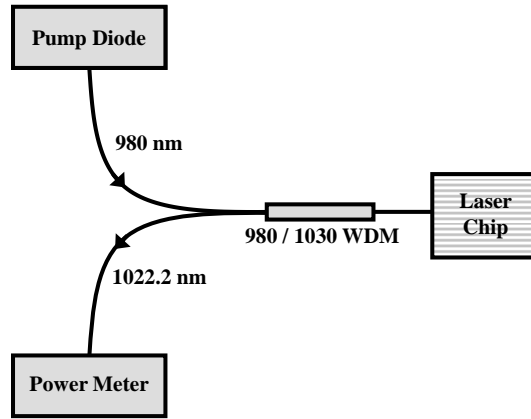 Pump Diode
980 nm
Laser
Chip
980 / 1030 WDM
1022.2 nm
Power Meter